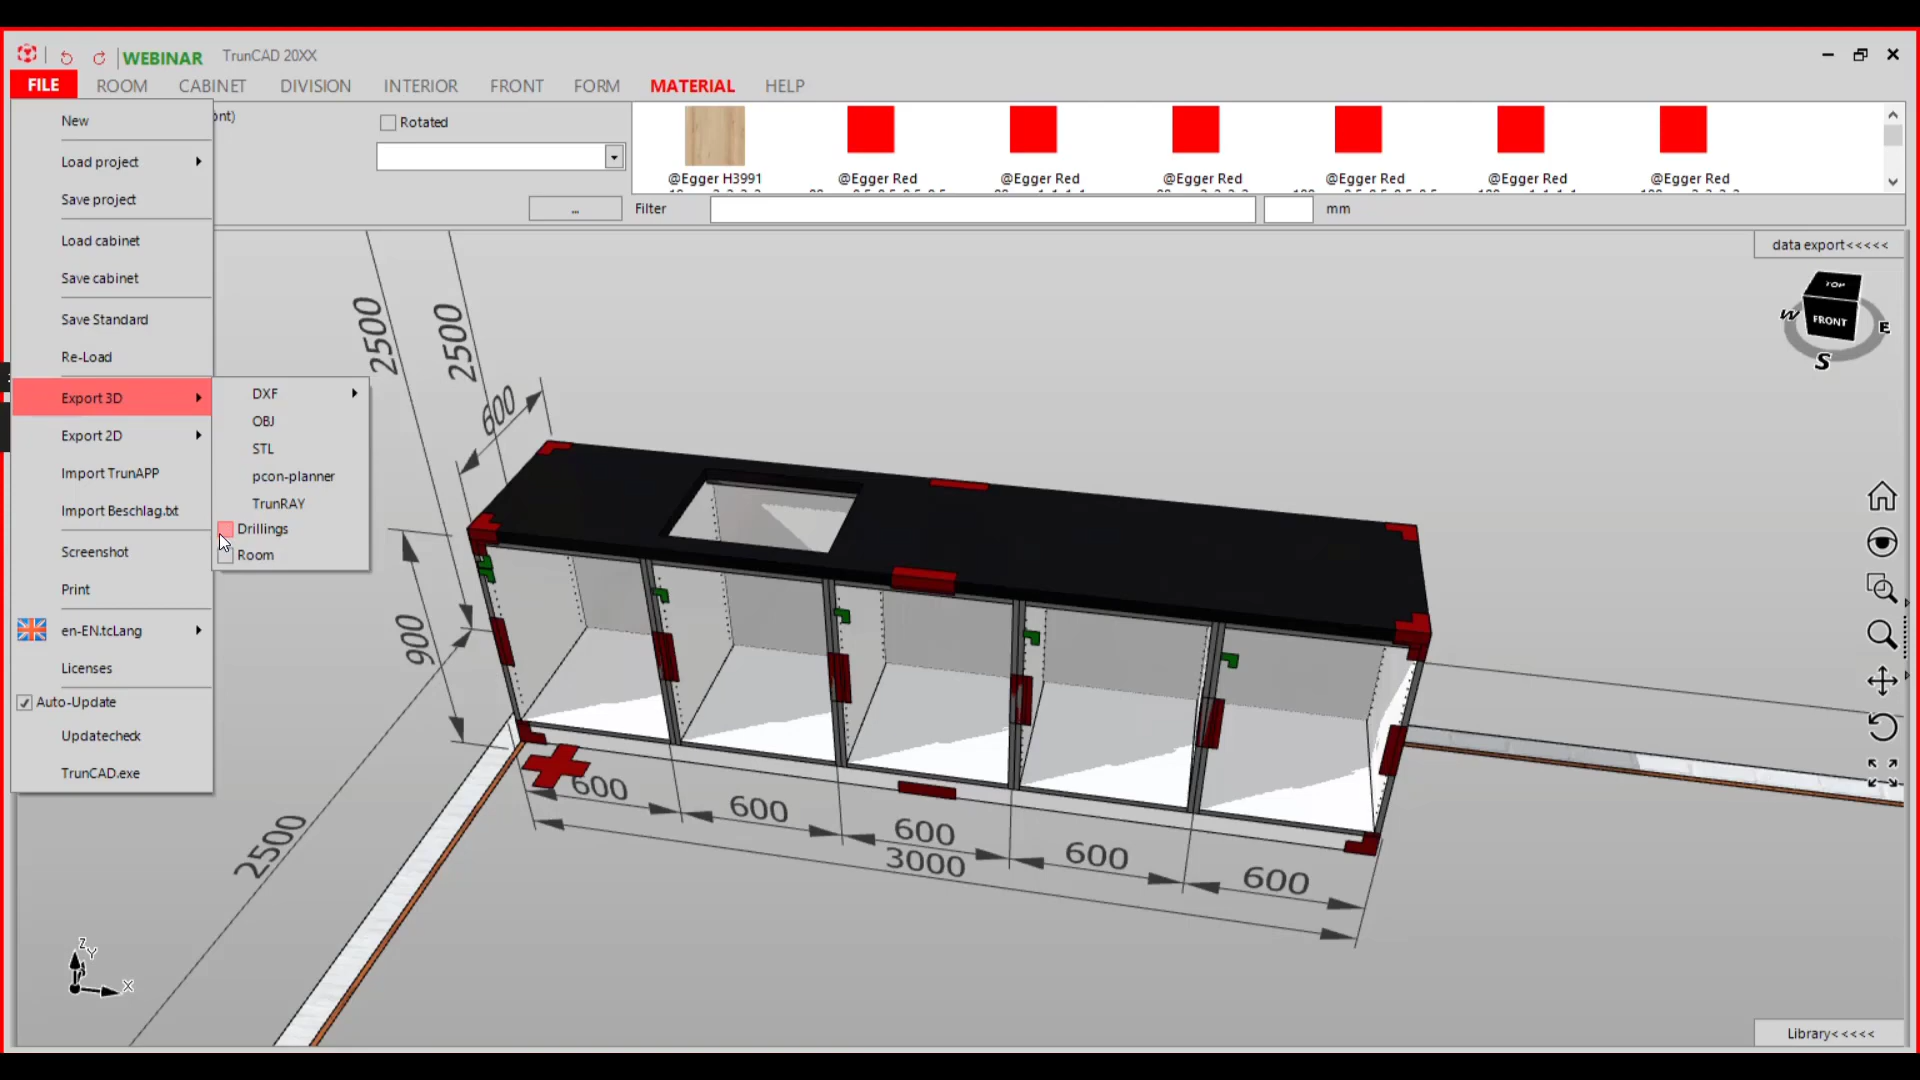 WEBINAR TrunCAD 20XX
FILE ROOM CABINET DIVISION INTERIOR FRONT FORM MATERIAL HELP
ont)
Rotated
@Egger H3991
@Egger Red
@Egger Red
@Egger Red
@Egger Red
@Egger Red
@Egger Red
...
Filter
mm
New
Load project
Save project
Load cabinet
Save cabinet
Save Standard
Re-Load
Export 3D
Export 2D
Import TrunAPP
Import Beschlag.txt
Screenshot
Print
en-EN.tcLang
Licenses
Auto-Update
Updatecheck
TrunCAD.exe
DXF
OBJ
STL
pcon-planner
TrunRAY
Drillings
Room
data export<<<<<
TOP
FRONT
W
E
S
2500
2500
600
900
2500
600
600
600
600
600
3000
Z
Y
X
Library<<<<<